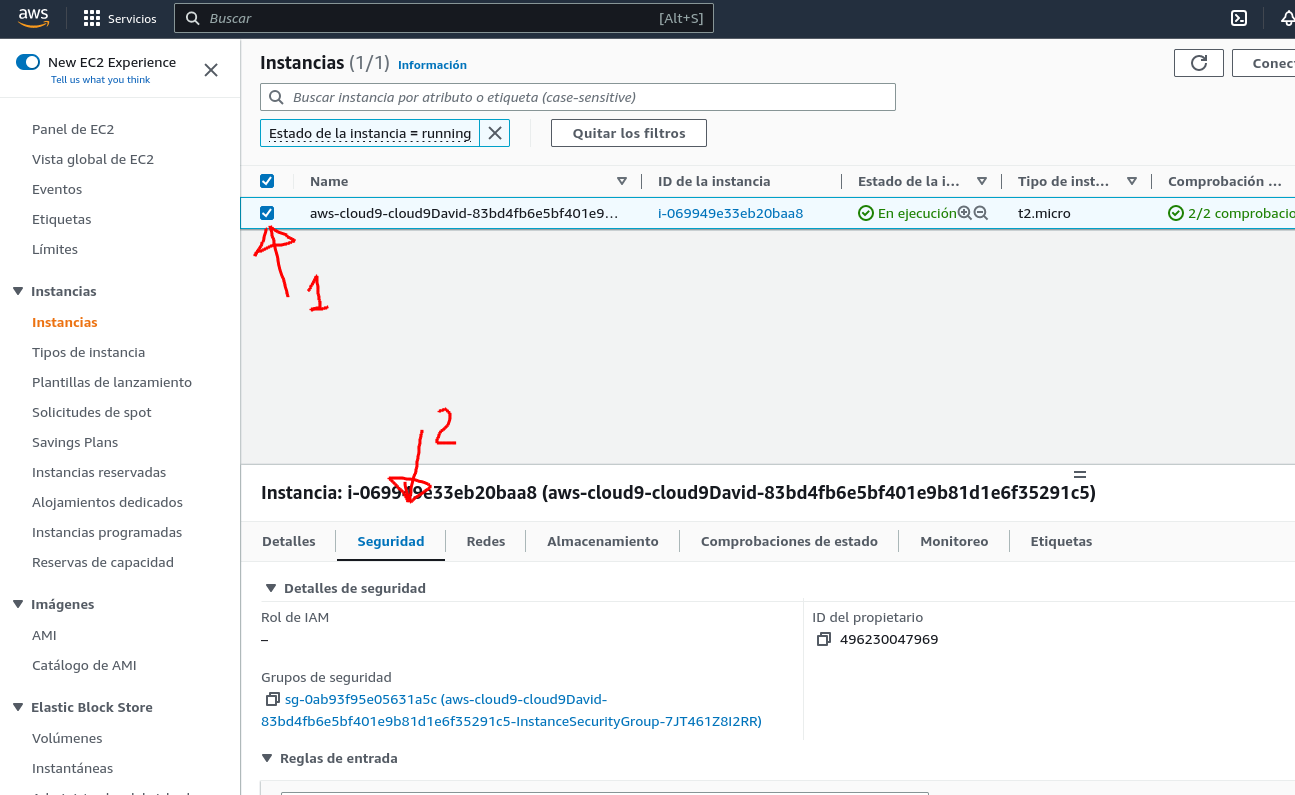 aws
Servicios
Buscar
[Alt+S]
New EC2 Experience
Tell us what you think
Panel de EC2
Vista global de EC2
Eventos
Etiquetas
Límites
Instancias
Instancias
Tipos de instancia
Plantillas de lanzamiento
Solicitudes de spot
Savings Plans
Instancias reservadas
Alojamientos dedicados
Instancias programadas
Reservas de capacidad
Imágenes
AMI
Catálogo de AMI
Elastic Block Store
Volúmenes
Instantáneas
Instancias (1/1) Información
Conec
Buscar instancia por atributo o etiqueta (case-sensitive)
Estado de la instancia = running
Quitar los filtros
Name ID de la instancia Estado de la i... Tipo de inst... Comprobación ...
aws-cloud9-cloud9David-83bd4fb6e5bf401e9... i-069949e33eb20baa8 En ejecución t2.micro 2/2 comprobacio
1
2
Instancia: i-069949e33eb20baa8 (aws-cloud9-cloud9David-83bd4fb6e5bf401e9b81d1e6f35291c5)
Detalles Seguridad Redes Almacenamiento Comprobaciones de estado Monitoreo Etiquetas
Detalles de seguridad
Rol de IAM
–
ID del propietario
496230047969
Grupos de seguridad
sg-0ab93f95e05631a5c (aws-cloud9-cloud9David-
83bd4fb6e5bf401e9b81d1e6f35291c5-InstanceSecurityGroup-7JT461Z8I2RR)
Reglas de entrada